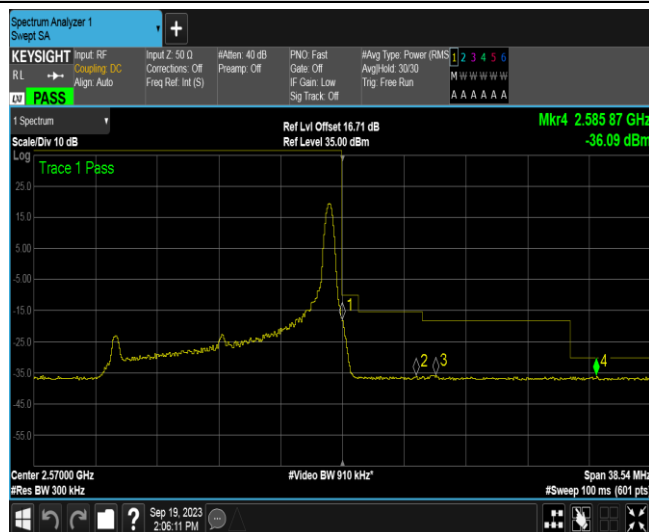 Spectrum Analyzer 1
Swept SA
+
KEYSIGHT Input: RF
RL Coupling: DC
Align: Auto
LXI PASS
Input Z: 50 Ω
Corrections: Off
Freq Ref: Int (S)
#Atten: 40 dB
Preamp: Off
PNO: Fast
Gate: Off
IF Gain: Low
Sig Track: Off
#Avg Type: Power (RMS
Avg|Hold: 30/30
Trig: Free Run
1 2 3 4 5 6
M W W W W W
A A A A A A
1 Spectrum
Scale/Div 10 dB
Ref Lvl Offset 16.71 dB
Ref Level 35.00 dBm
Mkr4 2.585 87 GHz
-36.09 dBm
Log
Trace 1 Pass
25.0
15.0
5.00
-5.00
-15.0
-25.0
-35.0
-45.0
-55.0
1
2
3
4
Center 2.57000 GHz
#Res BW 300 kHz
#Video BW 910 kHz*
Span 38.54 MHz
#Sweep 100 ms (601 pts)
?
Sep 19, 2023
2:06:11 PM